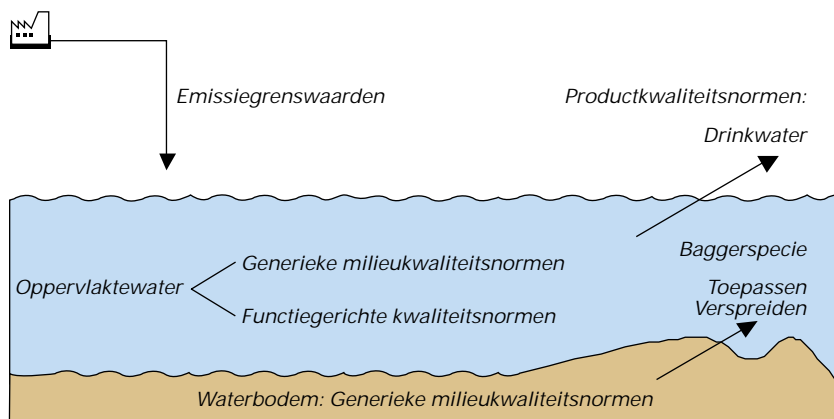 Emissiegrenswaarden
Productkwaliteitsnormen:
Drinkwater
Generieke milieukwaliteitsnormen
Oppervlaktewater
Functiegerichte kwaliteitsnormen
Baggerspecie
Toepassen
Verspreiden
Waterbodem: Generieke milieukwaliteitsnormen